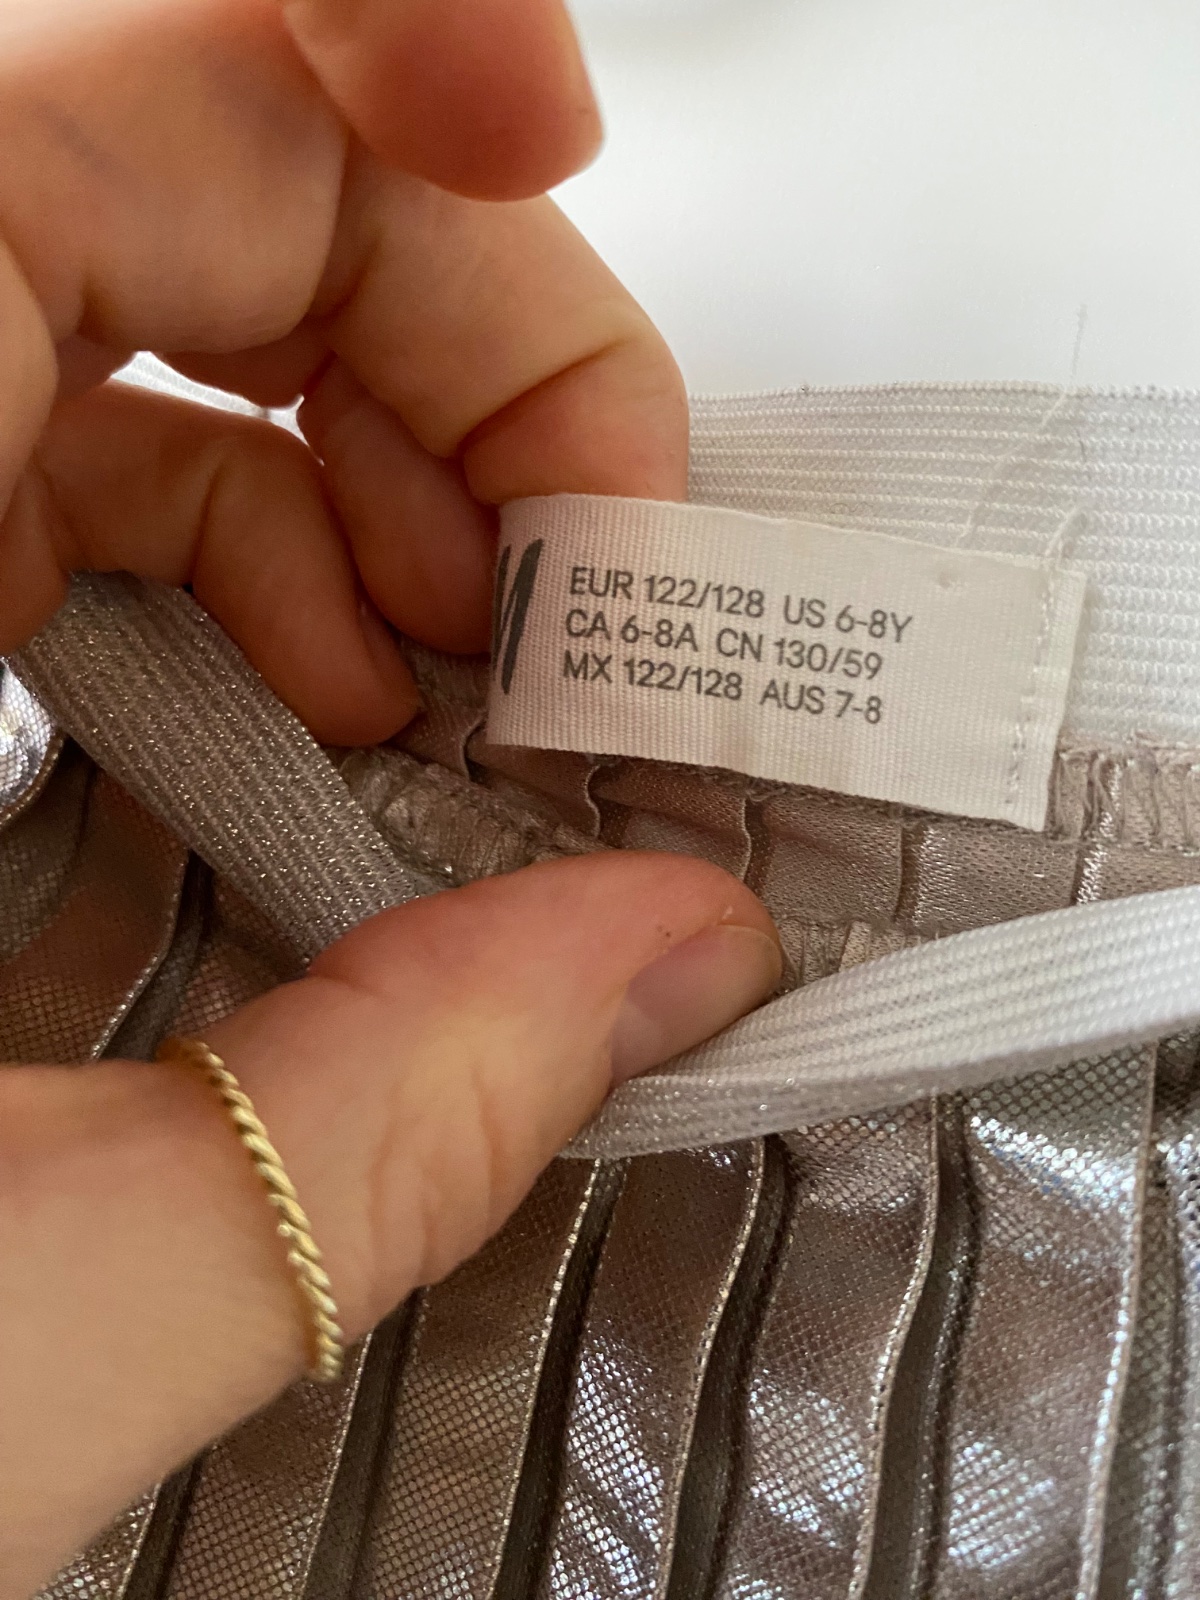 EUR 122/128 US 6-8Y
CA 6-8A CN 130/59
MX 122/128 AUS 7-8